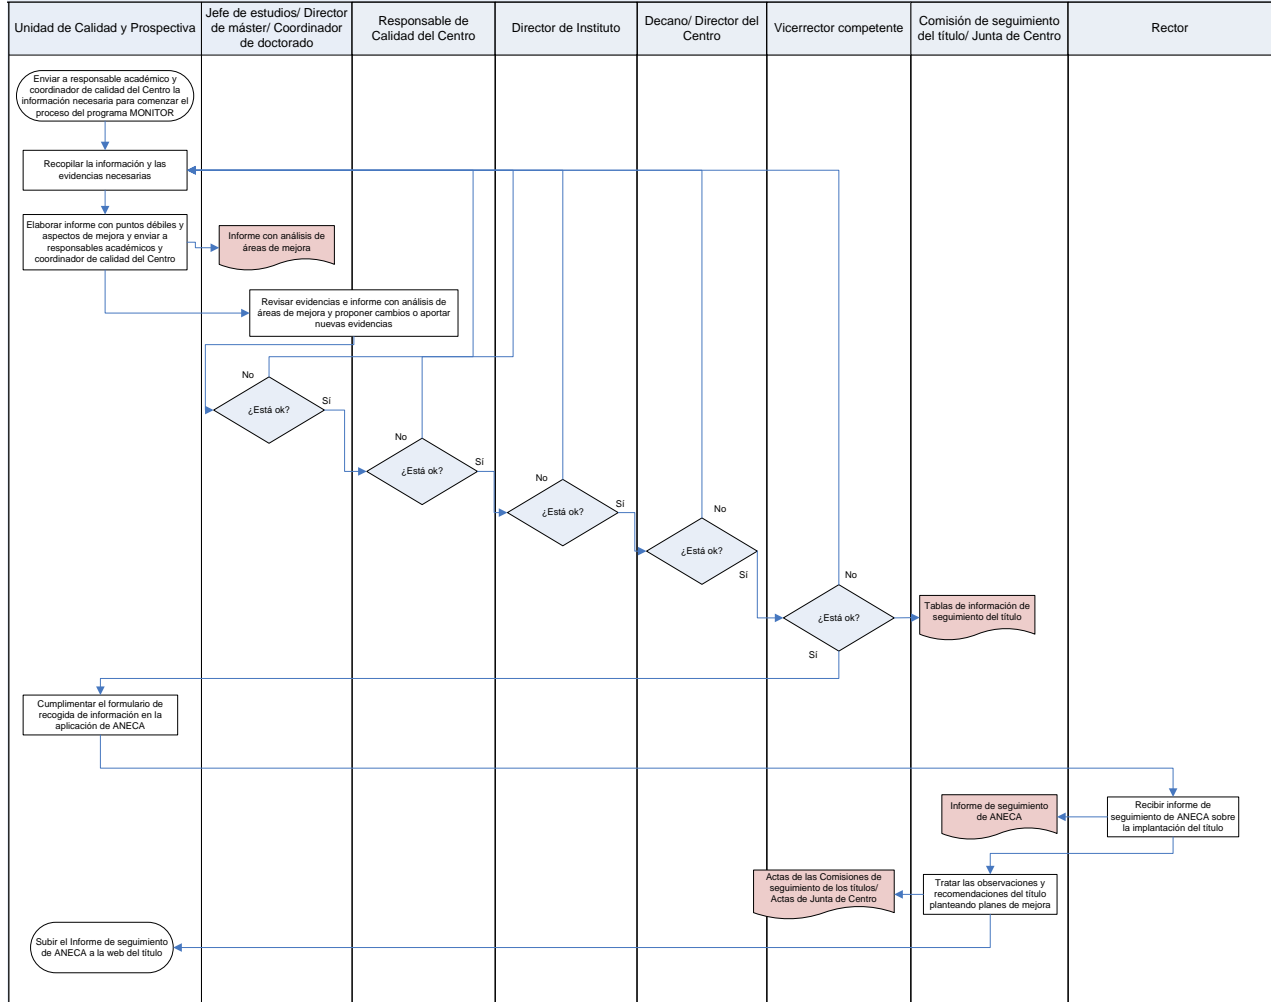 Unidad de Calidad y Prospectiva
Jefe de estudios/ Director
de máster/ Coordinador
de doctorado
Responsable de
Calidad del Centro
Director de Instituto
Decano/ Director del
Centro
Vicerrector competente
Comisión de seguimiento
del título/ Junta de Centro
Rector
Enviar a responsable académico y
coordinador de calidad del Centro la
información necesaria para comenzar el
proceso del programa MONITOR
Recopilar la información y las
evidencias necesarias
Elaborar informe con puntos débiles y
aspectos de mejora y enviar a
responsables académicos y
coordinador de calidad del Centro
Informe con análisis de
áreas de mejora
Revisar evidencias e informe con análisis de
áreas de mejora y proponer cambios o aportar
nuevas evidencias
No
¿Está ok?
Sí
No
¿Está ok?
Sí
No
¿Está ok?
Sí
No
¿Está ok?
Sí
No
¿Está ok?
Sí
Tablas de información de
seguimiento del título
Cumplimentar el formulario de
recogida de información en la
aplicación de ANECA
Informe de seguimiento
de ANECA
Recibir informe de
seguimiento de ANECA sobre
la implantación del título
Actas de las Comisiones de
seguimiento de los títulos/
Actas de Junta de Centro
Tratar las observaciones y
recomendaciones del título
planteando planes de mejora
Subir el Informe de seguimiento
de ANECA a la web del título